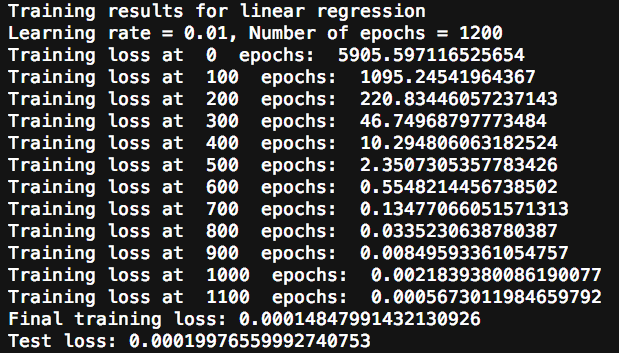 Training results for linear regression
Learning rate = 0.01, Number of epochs = 1200
Training loss at  0  epochs:  5905.597116525654
Training loss at  100  epochs:  1095.24541964367
Training loss at  200  epochs:  220.83446057237143
Training loss at  300  epochs:  46.74968797773484
Training loss at  400  epochs:  10.294806063182524
Training loss at  500  epochs:  2.3507305357783426
Training loss at  600  epochs:  0.5548214456738502
Training loss at  700  epochs:  0.13477066051571313
Training loss at  800  epochs:  0.0335230638780387
Training loss at  900  epochs:  0.00849593361054757
Training loss at  1000  epochs:  0.0021839380086190077
Training loss at  1100  epochs:  0.0005673011984659792
Final training loss: 0.00014847991432130926
Test loss: 0.00019976559992740753